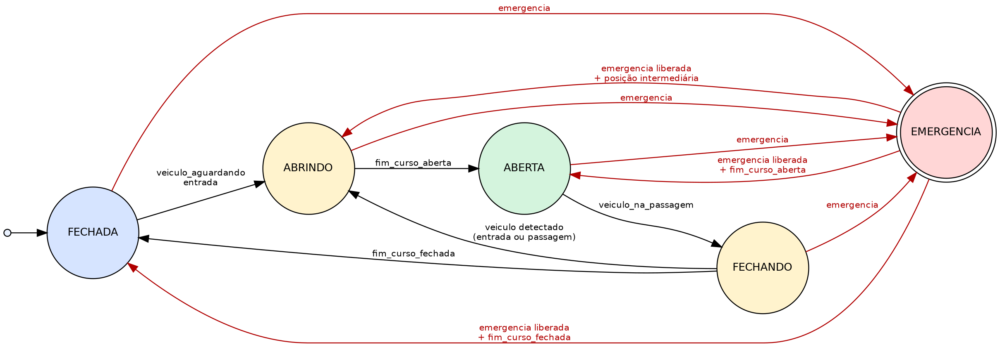 emergencia
emergencia liberada
+ posição intermediária
emergencia
EMERGENCIA
emergencia
veiculo_aguardando
entrada
ABRINDO
fim_curso_aberta
ABERTA
emergencia liberada
+ fim_curso_aberta
veiculo_na_passagem
emergencia
FECHADA
veiculo detectado
(entrada ou passagem)
fim_curso_fechada
FECHANDO
emergencia liberada
+ fim_curso_fechada